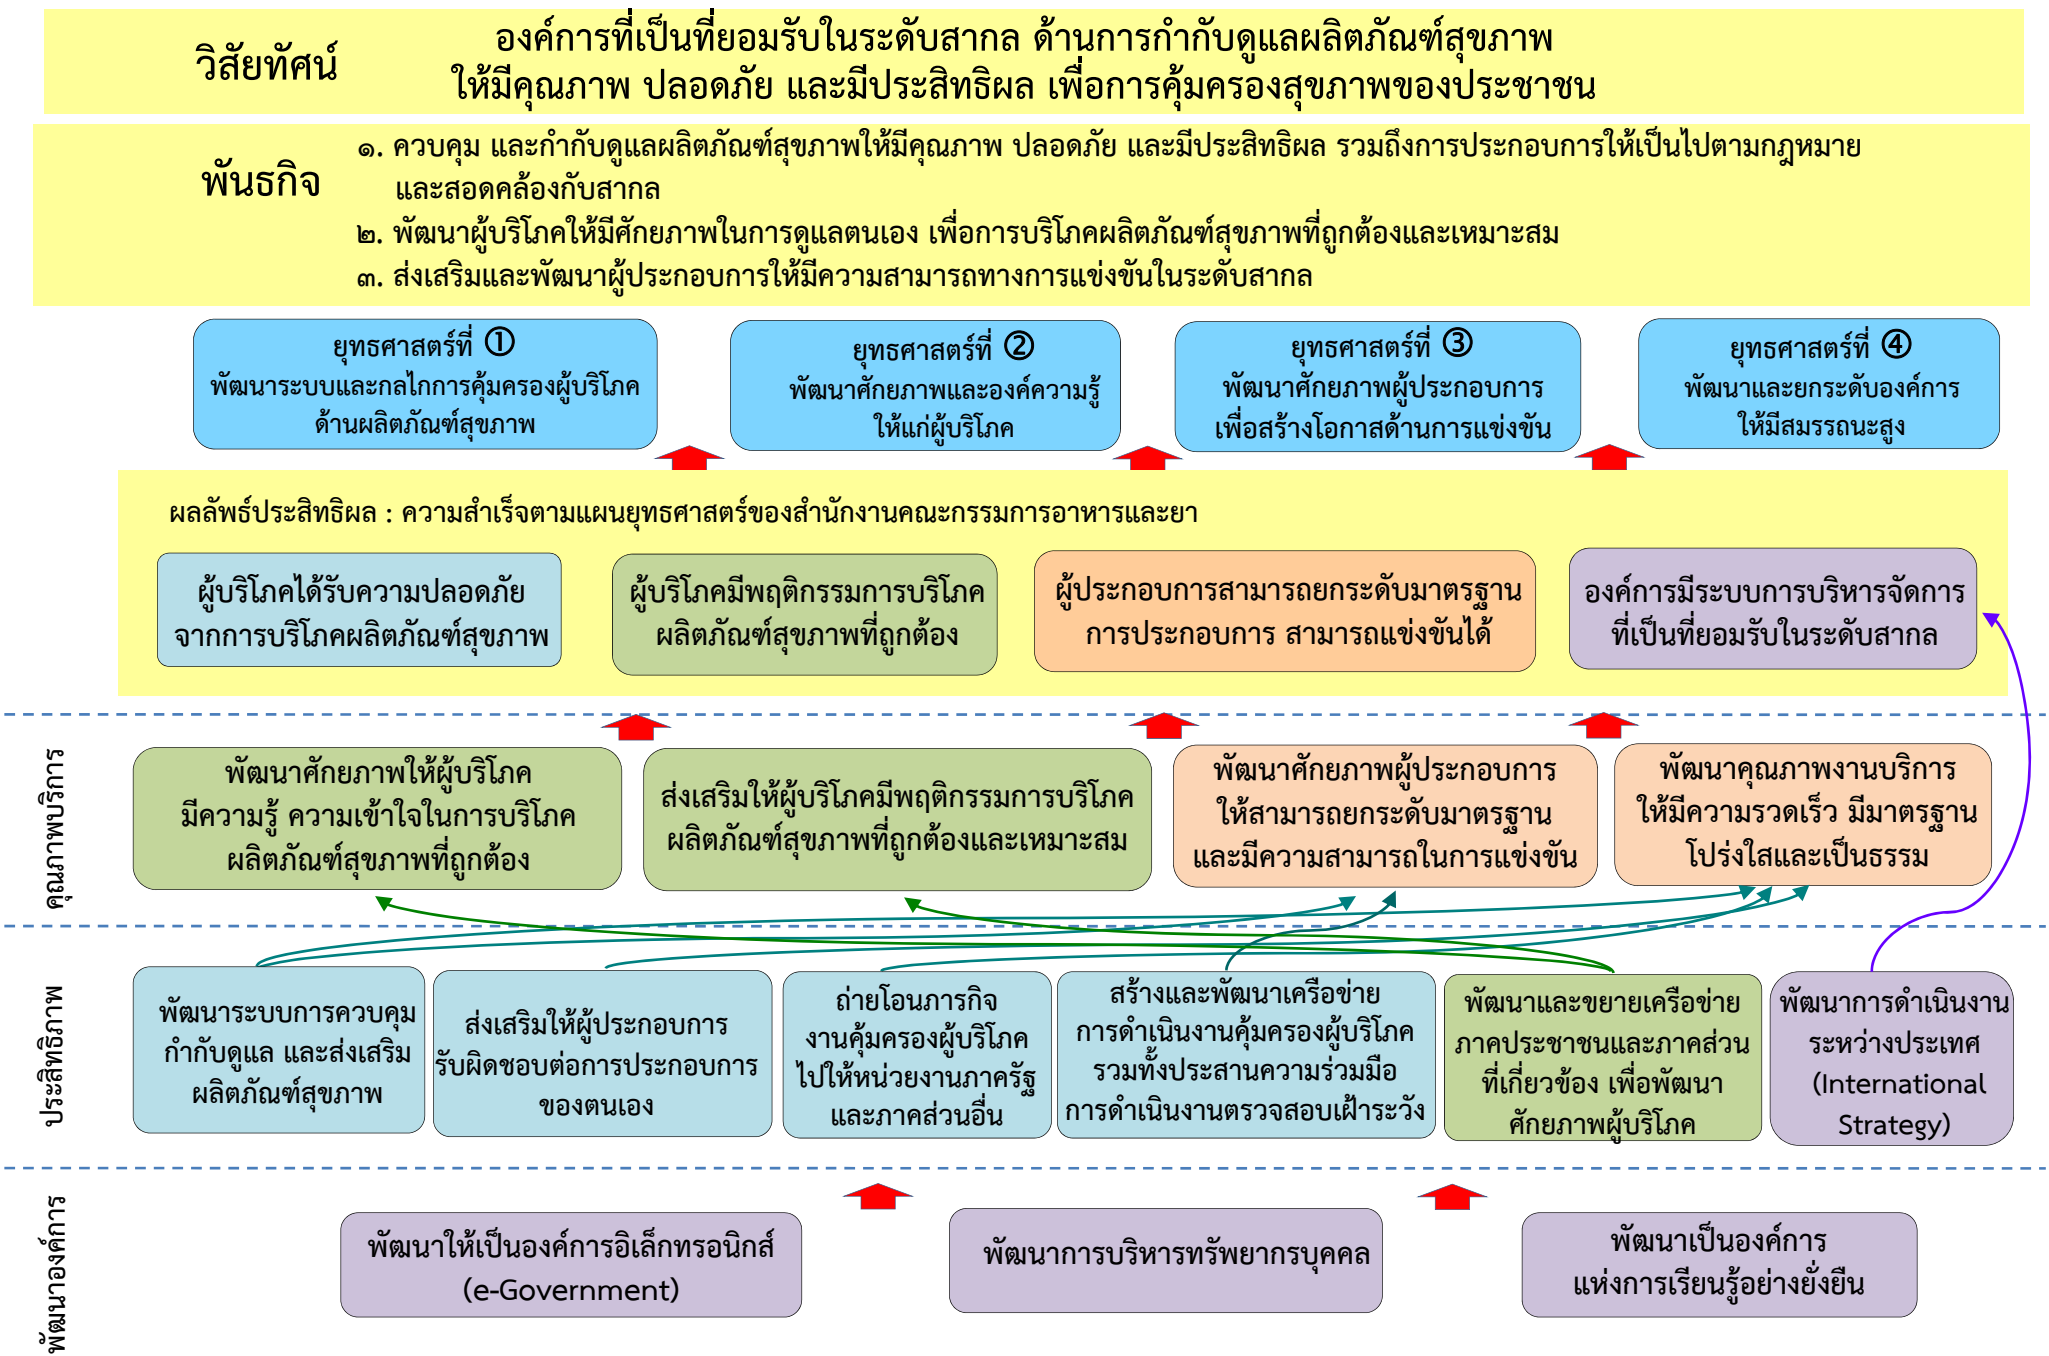 วิสัยทัศน์
องค์การที่เป็นที่ยอมรับในระดับสากล ด้านการกำกับดูแลผลิตภัณฑ์สุขภาพ
ให้มีคุณภาพ ปลอดภัย และมีประสิทธิผล เพื่อการคุ้มครองสุขภาพของประชาชน
พันธกิจ
๑. ควบคุม และกำกับดูแลผลิตภัณฑ์สุขภาพให้มีคุณภาพ ปลอดภัย และมีประสิทธิผล รวมถึงการประกอบการให้เป็นไปตามกฎหมาย
และสอดคล้องกับสากล
๒. พัฒนาผู้บริโภคให้มีศักยภาพในการดูแลตนเอง เพื่อการบริโภคผลิตภัณฑ์สุขภาพที่ถูกต้องและเหมาะสม
๓. ส่งเสริมและพัฒนาผู้ประกอบการให้มีความสามารถทางการแข่งขันในระดับสากล
ยุทธศาสตร์ที่ ①
พัฒนาระบบและกลไกการคุ้มครองผู้บริโภค
ด้านผลิตภัณฑ์สุขภาพ
ยุทธศาสตร์ที่ ②
พัฒนาศักยภาพและองค์ความรู้
ให้แก่ผู้บริโภค
ยุทธศาสตร์ที่ ③
พัฒนาศักยภาพผู้ประกอบการ
เพื่อสร้างโอกาสด้านการแข่งขัน
ยุทธศาสตร์ที่ ④
พัฒนาและยกระดับองค์การ
ให้มีสมรรถนะสูง
ผลลัพธ์ประสิทธิผล : ความสำเร็จตามแผนยุทธศาสตร์ของสำนักงานคณะกรรมการอาหารและยา
ผู้บริโภคได้รับความปลอดภัย
จากการบริโภคผลิตภัณฑ์สุขภาพ
ผู้บริโภคมีพฤติกรรมการบริโภค
ผลิตภัณฑ์สุขภาพที่ถูกต้อง
ผู้ประกอบการสามารถยกระดับมาตรฐาน
การประกอบการ สามารถแข่งขันได้
องค์การมีระบบการบริหารจัดการ
ที่เป็นที่ยอมรับในระดับสากล
คุณภาพบริการ
พัฒนาศักยภาพให้ผู้บริโภค
มีความรู้ ความเข้าใจในการบริโภค
ผลิตภัณฑ์สุขภาพที่ถูกต้อง
ส่งเสริมให้ผู้บริโภคมีพฤติกรรมการบริโภค
ผลิตภัณฑ์สุขภาพที่ถูกต้องและเหมาะสม
พัฒนาศักยภาพผู้ประกอบการ
ให้สามารถยกระดับมาตรฐาน
และมีความสามารถในการแข่งขัน
พัฒนาคุณภาพงานบริการ
ให้มีความรวดเร็ว มีมาตรฐาน
โปร่งใสและเป็นธรรม
ประสิทธิภาพ
พัฒนาระบบการควบคุม
กำกับดูแล และส่งเสริม
ผลิตภัณฑ์สุขภาพ
ส่งเสริมให้ผู้ประกอบการ
รับผิดชอบต่อการประกอบการ
ของตนเอง
ถ่ายโอนภารกิจ
งานคุ้มครองผู้บริโภค
ไปให้หน่วยงานภาครัฐ
และภาคส่วนอื่น
สร้างและพัฒนาเครือข่าย
การดำเนินงานคุ้มครองผู้บริโภค
รวมทั้งประสานความร่วมมือ
การดำเนินงานตรวจสอบเฝ้าระวัง
พัฒนาและขยายเครือข่าย
ภาคประชาชนและภาคส่วน
ที่เกี่ยวข้อง เพื่อพัฒนา
ศักยภาพผู้บริโภค
พัฒนาการดำเนินงาน
ระหว่างประเทศ
(International
Strategy)
พัฒนาองค์การ
พัฒนาให้เป็นองค์การอิเล็กทรอนิกส์
(e-Government)
พัฒนาการบริหารทรัพยากรบุคคล
พัฒนาเป็นองค์การ
แห่งการเรียนรู้อย่างยั่งยืน